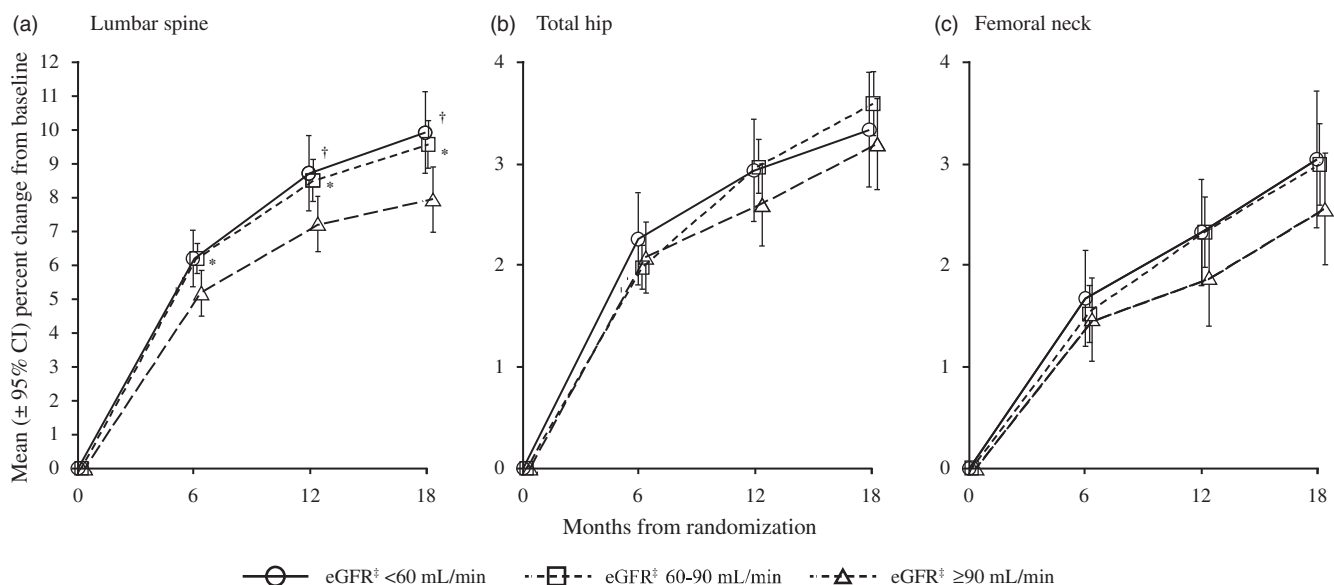 (a) Lumbar spine
(b) Total hip
(c) Femoral neck
Mean (± 95% CI) percent change from baseline
12
11
10
9
8
7
6
5
4
3
2
1
0
†
†
*
*
*
0 6 12 18
4
3
2
1
0
0 6 12 18
4
3
2
1
0
0 6 12 18
Months from randomization
eGFR‡ <60 mL/min
eGFR‡ 60-90 mL/min
eGFR‡ ≥90 mL/min